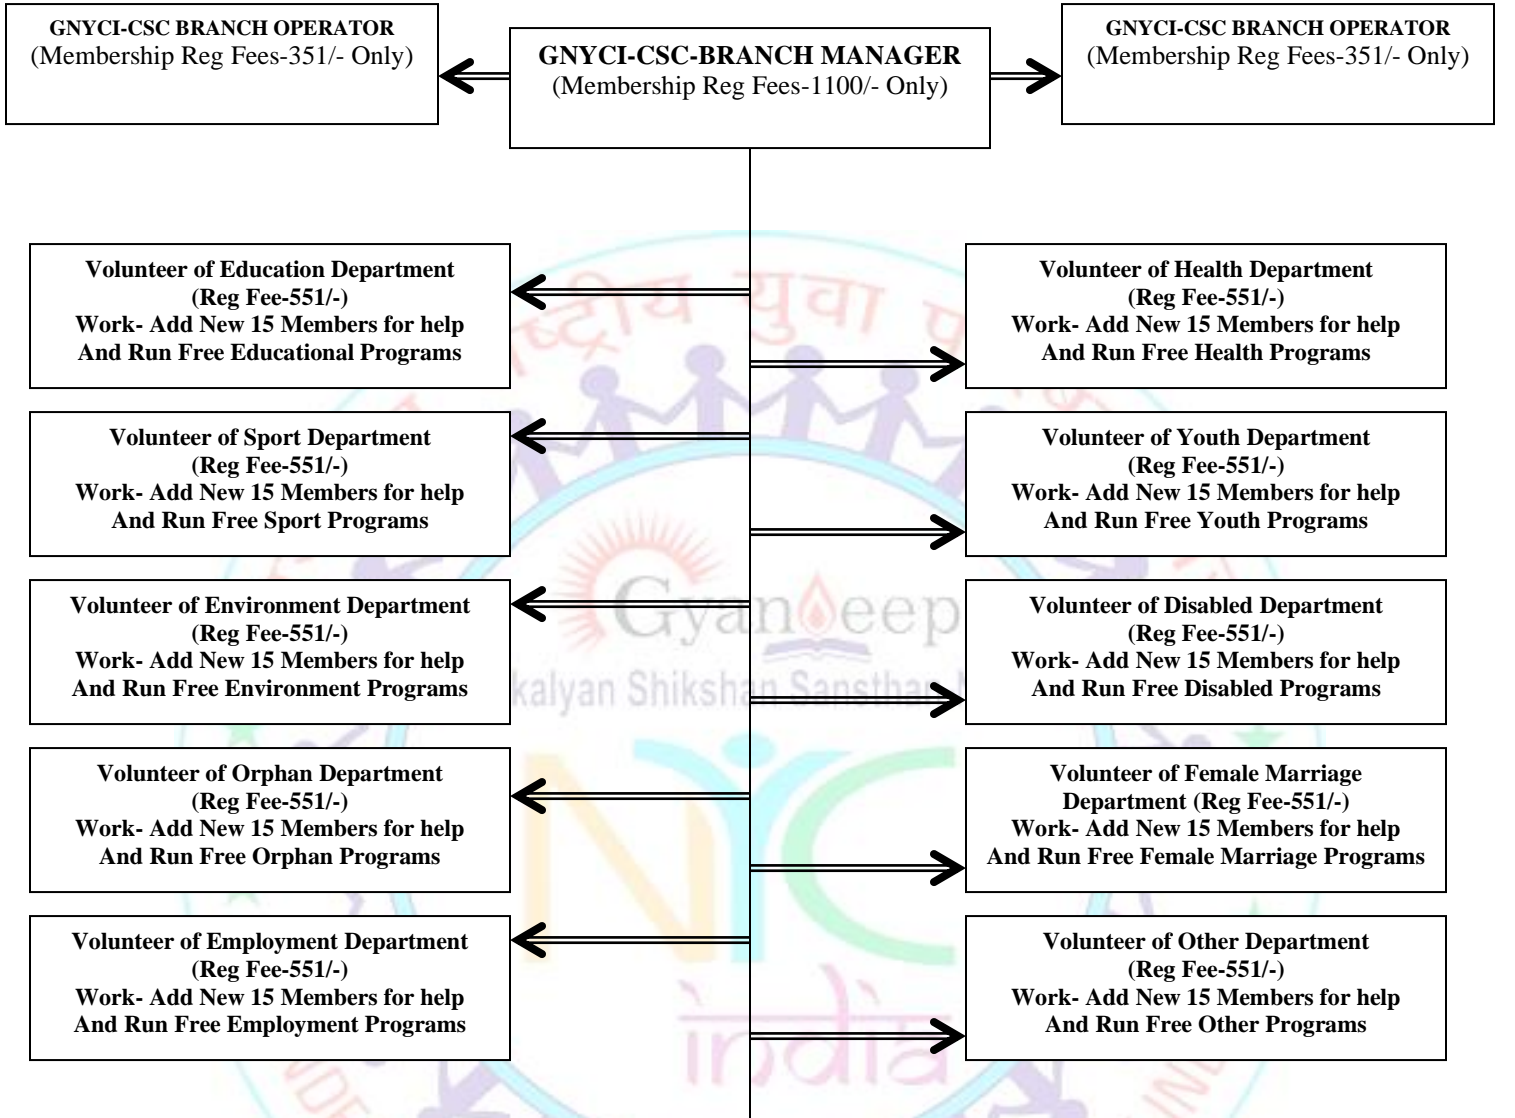 GNYCI-CSC BRANCH OPERATOR
(Membership Reg Fees-351/- Only)
GNYCI-CSC-BRANCH MANAGER
(Membership Reg Fees-1100/- Only)
GNYCI-CSC BRANCH OPERATOR
(Membership Reg Fees-351/- Only)
Volunteer of Education Department
(Reg Fee-551/-)
Work- Add New 15 Members for help
And Run Free Educational Programs
Volunteer of Health Department
(Reg Fee-551/-)
Work- Add New 15 Members for help
And Run Free Health Programs
Volunteer of Sport Department
(Reg Fee-551/-)
Work- Add New 15 Members for help
And Run Free Sport Programs
Volunteer of Youth Department
(Reg Fee-551/-)
Work- Add New 15 Members for help
And Run Free Youth Programs
Volunteer of Environment Department
(Reg Fee-551/-)
Work- Add New 15 Members for help
And Run Free Environment Programs
Volunteer of Disabled Department
(Reg Fee-551/-)
Work- Add New 15 Members for help
And Run Free Disabled Programs
Volunteer of Orphan Department
(Reg Fee-551/-)
Work- Add New 15 Members for help
And Run Free Orphan Programs
Volunteer of Female Marriage
Department (Reg Fee-551/-)
Work- Add New 15 Members for help
And Run Free Female Marriage Programs
Volunteer of Employment Department
(Reg Fee-551/-)
Work- Add New 15 Members for help
And Run Free Employment Programs
Volunteer of Other Department
(Reg Fee-551/-)
Work- Add New 15 Members for help
And Run Free Other Programs
युवा
Gyandeep
kalyan Shikshan Sansthan
NYC
india